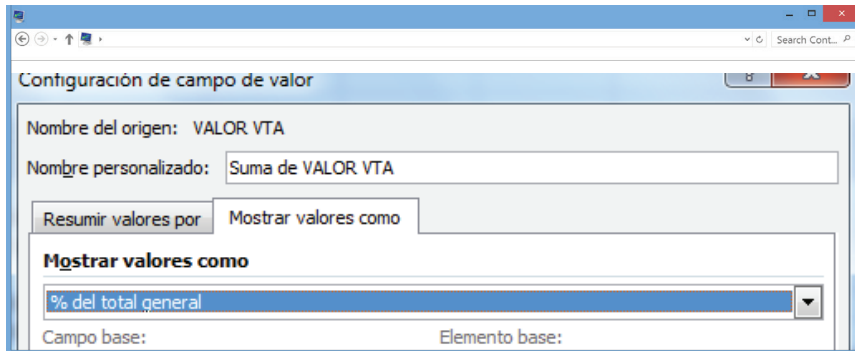 Search Cont...
Configuración de campo de valor
Nombre del origen: VALOR VTA
Nombre personalizado: Suma de VALOR VTA
Resumir valores por Mostrar valores como
Mostrar valores como
% del total general
Campo base: Elemento base: